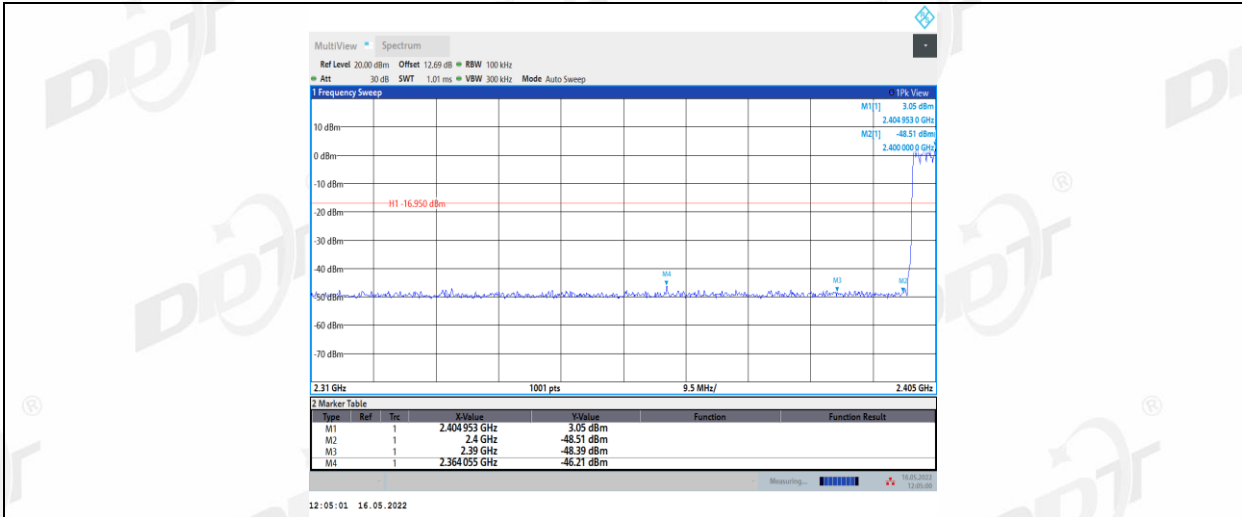 MultiView Spectrum
Ref Level 20.00 dBm Offset 12.69 dB RBW 100 kHz
Att 30 dB SWT 1.01 ms VBW 300 kHz Mode Auto Sweep
1 Frequency Sweep 1Pk View
M1[1] 3.05 dBm
2.404 953 0 GHz
10 dBm
M2[1] -48.51 dBm
2.400 000 0 GHz
0 dBm
-10 dBm
H1 -16.950 dBm
-20 dBm
-30 dBm
-40 dBm
M4
M3
M2
-50 dBm
-60 dBm
-70 dBm
2.31 GHz 1001 pts 9.5 MHz/ 2.405 GHz
2 Marker Table
Type Ref Trc X-Value Y-Value Function Function Result
M1 1 2.404 953 GHz 3.05 dBm
M2 1 2.4 GHz -48.51 dBm
M3 1 2.39 GHz -48.39 dBm
M4 1 2.364 055 GHz -46.21 dBm
Measuring...
12:05:00
12:05:01 16.05.2022
DDT
®